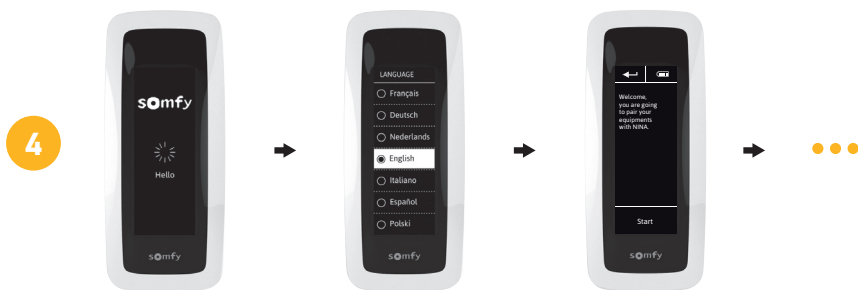 4
somfy
Hello
somfy
LANGUAGE
Français
Deutsch
Nederlands
English
Italiano
Español
Polski
somfy
Welcome,
you are going
to pair your
equipments
with NINA.
Start
somfy